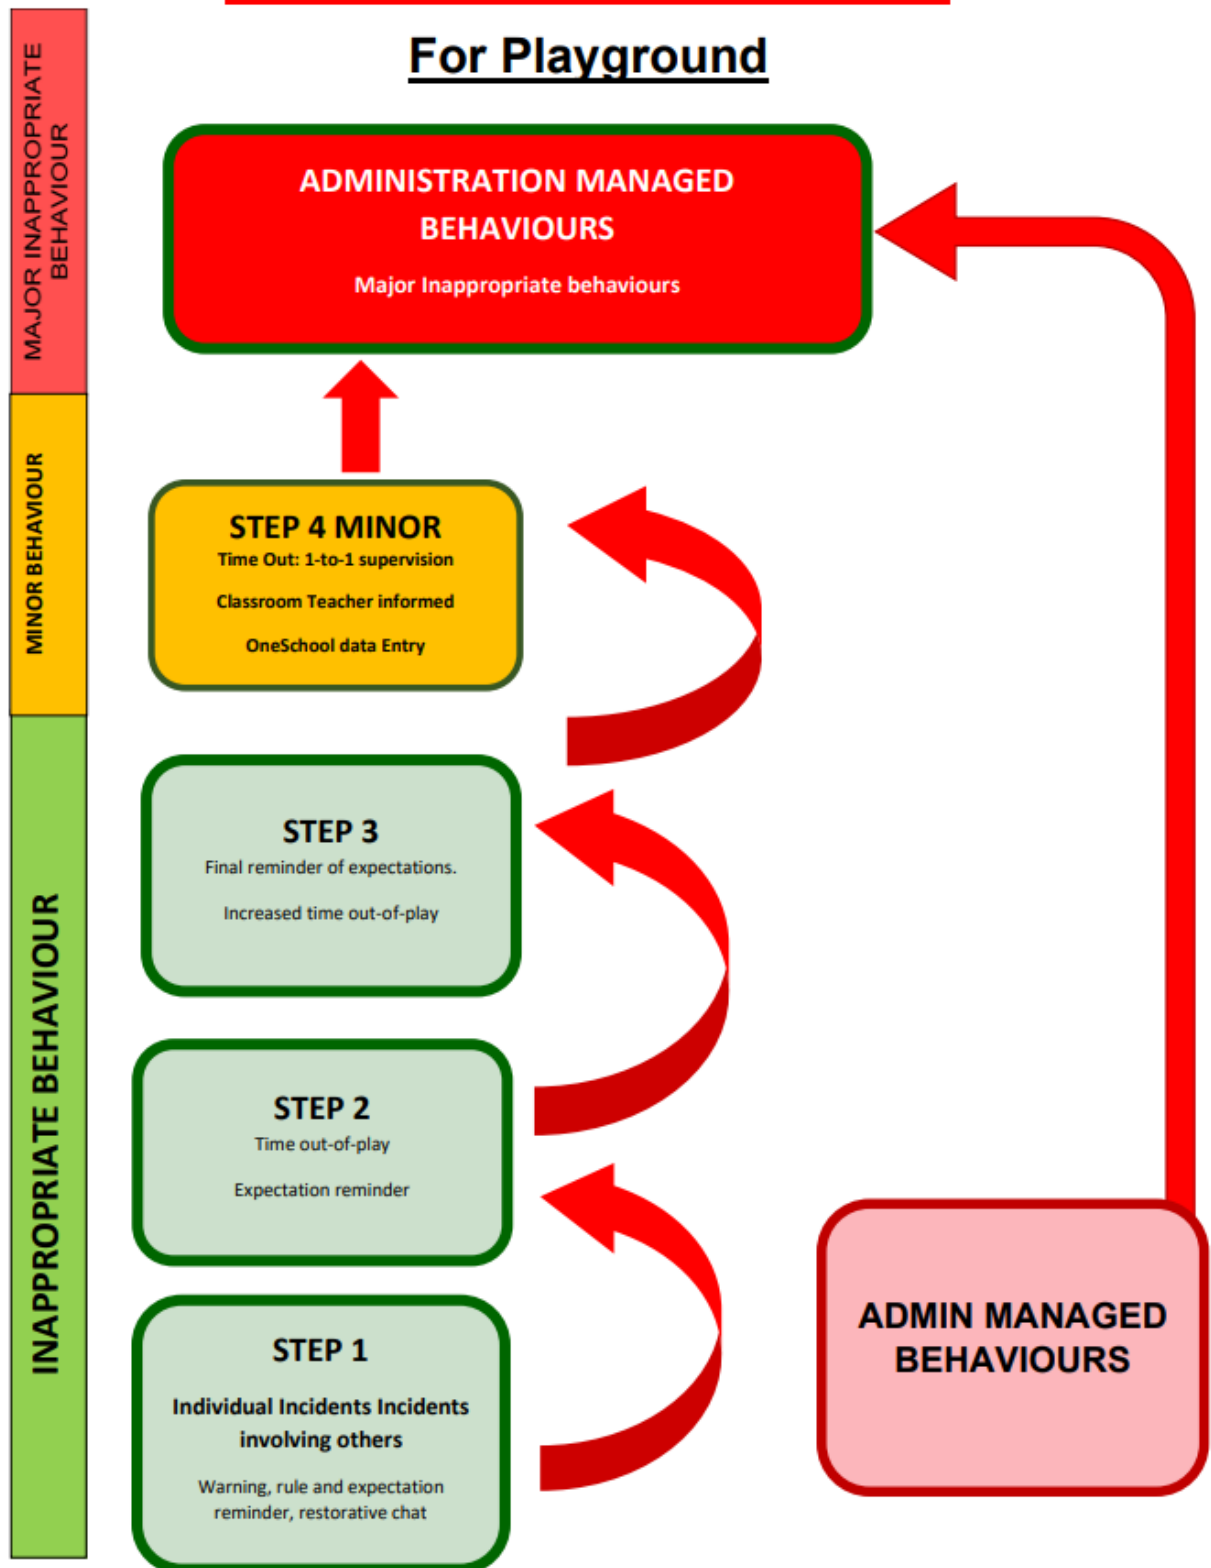 For Playground
MAJOR INAPPROPRIATE
BEHAVIOUR
ADMINISTRATION MANAGED
BEHAVIOURS
Major Inappropriate behaviours
MINOR BEHAVIOUR
STEP 4 MINOR
Time Out: 1-to-1 supervision
Classroom Teacher informed
OneSchool data Entry
INAPPROPRIATE BEHAVIOUR
STEP 3
Final reminder of expectations.
Increased time out-of-play
STEP 2
Time out-of-play
Expectation reminder
STEP 1
Individual Incidents Incidents
involving others
Warning, rule and expectation
reminder, restorative chat
ADMIN MANAGED
BEHAVIOURS